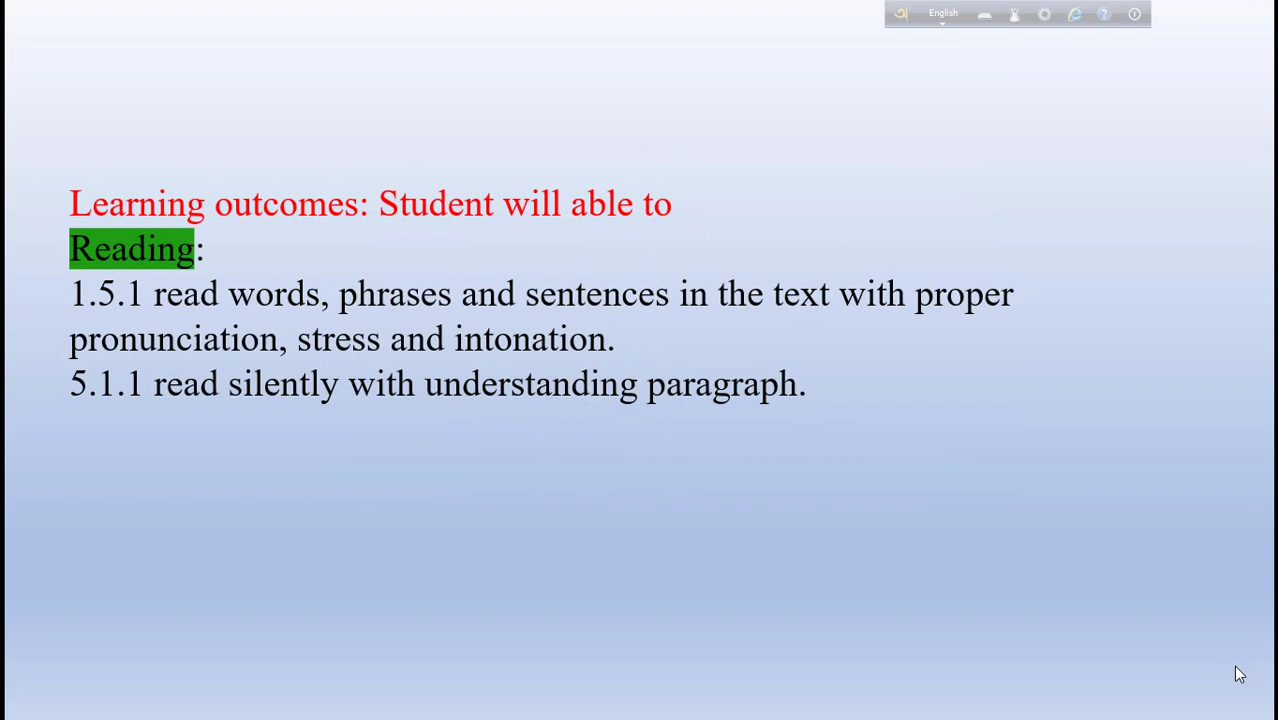 অ English
Learning outcomes: Student will able to
Reading:
1.5.1 read words, phrases and sentences in the text with proper
pronunciation, stress and intonation.
5.1.1 read silently with understanding paragraph.